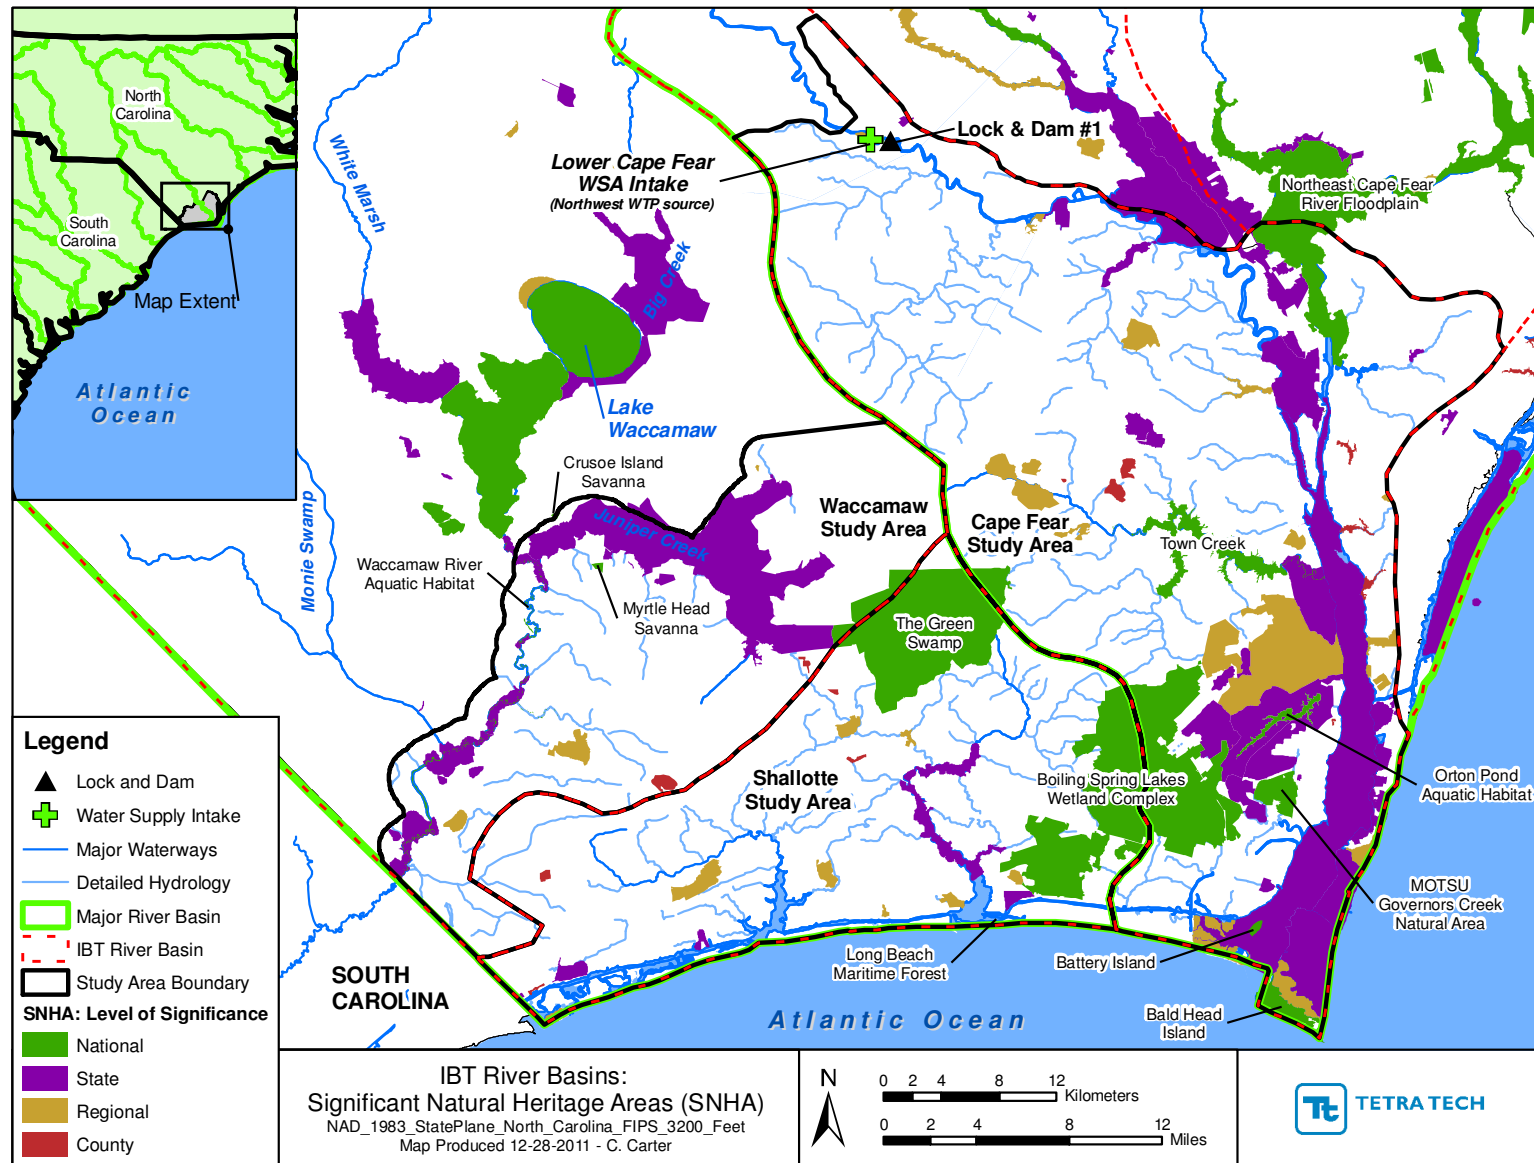 North
Carolina
South
Carolina
Map Extent
Atlantic
Ocean
White Marsh
Lower Cape Fear
WSA Intake
(Northwest WTP source)
Lock & Dam #1
Northeast Cape Fear
River Floodplain
Big Creek
Lake
Waccamaw
Crusoe Island
Savanna
Monie Swamp
Juniper Creek
Waccamaw
Study Area
Cape Fear
Study Area
Town Creek
Waccamaw River
Aquatic Habitat
Myrtle Head
Savanna
The Green
Swamp
Shallotte
Study Area
Boiling Spring Lakes
Wetland Complex
Orton Pond
Aquatic Habitat
MOTSU
Governors Creek
Natural Area
Long Beach
Maritime Forest
Battery Island
Bald Head
Island
SOUTH
CAROLINA
Atlantic Ocean
Legend
Lock and Dam
Water Supply Intake
Major Waterways
Detailed Hydrology
Major River Basin
IBT River Basin
Study Area Boundary
SNHA: Level of Significance
National
State
Regional
County
IBT River Basins:
Significant Natural Heritage Areas (SNHA)
NAD_1983_StatePlane_North_Carolina_FIPS_3200_Feet
Map Produced 12-28-2011 - C. Carter
N
0 2 4 8 12
Kilometers
0 2 4 8 12
Miles
Tt
TETRA TECH